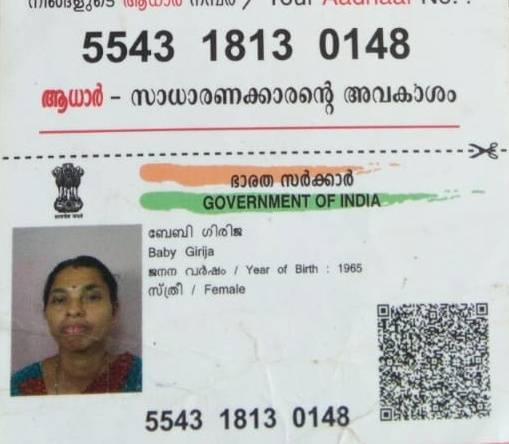 നിങ്ങളുടെ ആധാർ നമ്പർ / Your Aadhaar No. :
5543 1813 0148
ആധാർ - സാധാരണക്കാരന്റെ അവകാശം
ഭാരത സർക്കാർ
GOVERNMENT OF INDIA
ബേബി ഗിരിജ
Baby Girija
ജനന വർഷം / Year of Birth : 1965
സ്ത്രീ / Female
5543 1813 0148